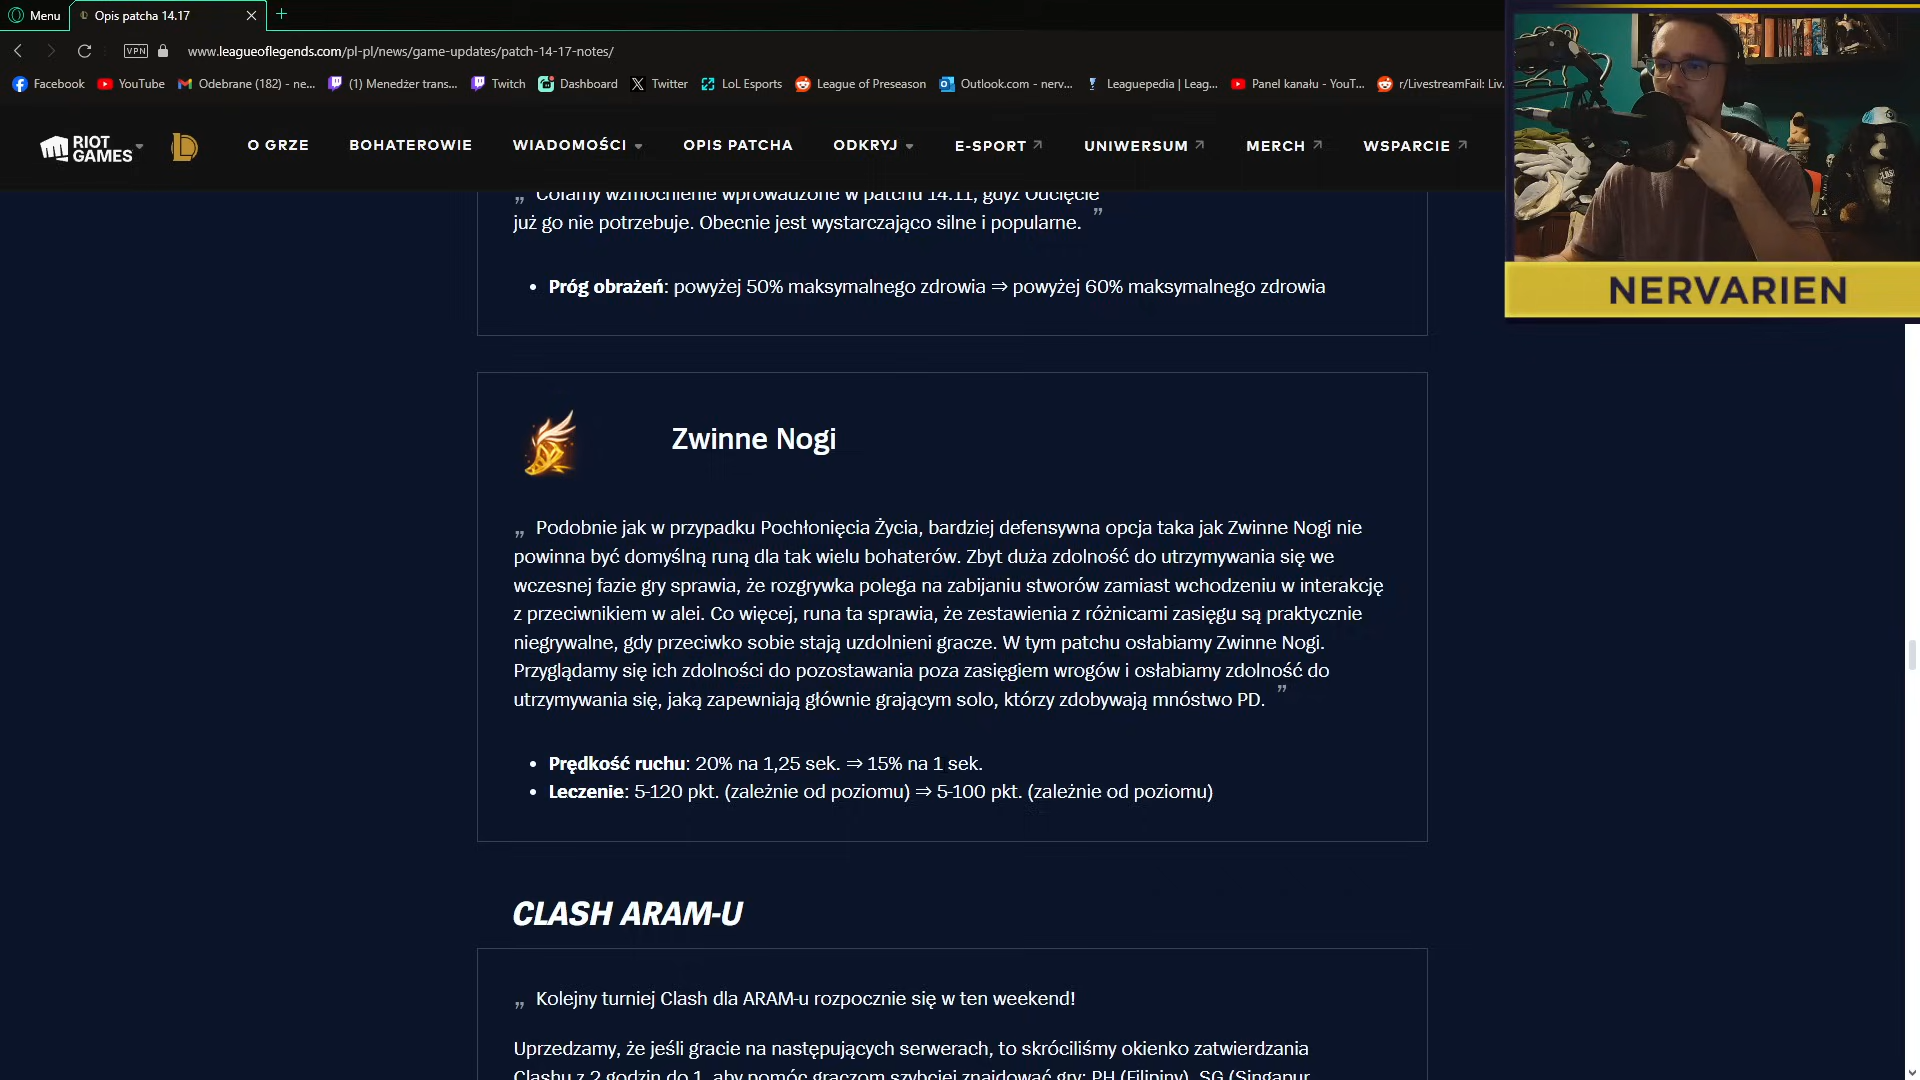 Menu
Opis patcha 14.17
VPN
www.leagueoflegends.com/pl-pl/news/game-updates/patch-14-17-notes/
Facebook YouTube Odebrane (182) - ne... (1) Menedżer trans... Twitch Dashboard Twitter LoL Esports League of Preseason Outlook.com - nerv... Leaguepedia | Leag... Panel kanału - YouT... r/LivestreamFail: Liv...
RIOT GAMES
O GRZE BOHATEROWIE WIADOMOŚCI OPIS PATCHA ODKRYJ E-SPORT UNIWERSUM MERCH WSPARCIE
NERVARIEN
„ Cofamy wzmocnienie wprowadzone w patchu 14.11, gdyż Odcięcie
już go nie potrzebuje. Obecnie jest wystarczająco silne i popularne. ”
• Próg obrażeń: powyżej 50% maksymalnego zdrowia ⇒ powyżej 60% maksymalnego zdrowia
Zwinne Nogi
„ Podobnie jak w przypadku Pochłonięcia Życia, bardziej defensywna opcja taka jak Zwinne Nogi nie
powinna być domyślną runą dla tak wielu bohaterów. Zbyt duża zdolność do utrzymywania się we
wczesnej fazie gry sprawia, że rozgrywka polega na zabijaniu stworów zamiast wchodzeniu w interakcję
z przeciwnikiem w alei. Co więcej, runa ta sprawia, że zestawienia z różnicami zasięgu są praktycznie
niegrywalne, gdy przeciwko sobie stają uzdolnieni gracze. W tym patchu osłabiamy Zwinne Nogi.
Przyglądamy się ich zdolności do pozostawania poza zasięgiem wrogów i osłabiamy zdolność do
utrzymywania się, jaką zapewniają głównie grającym solo, którzy zdobywają mnóstwo PD. ”
• Prędkość ruchu: 20% na 1,25 sek. ⇒ 15% na 1 sek.
• Leczenie: 5-120 pkt. (zależnie od poziomu) ⇒ 5-100 pkt. (zależnie od poziomu)
CLASH ARAM-U
„ Kolejny turniej Clash dla ARAM-u rozpocznie się w ten weekend!
Uprzedzamy, że jeśli gracie na następujących serwerach, to skróciliśmy okienko zatwierdzania
Clashu z 2 godzin do 1, aby pomóc graczom szybciej znajdować gry: PH (Filipiny), SG (Singapur,